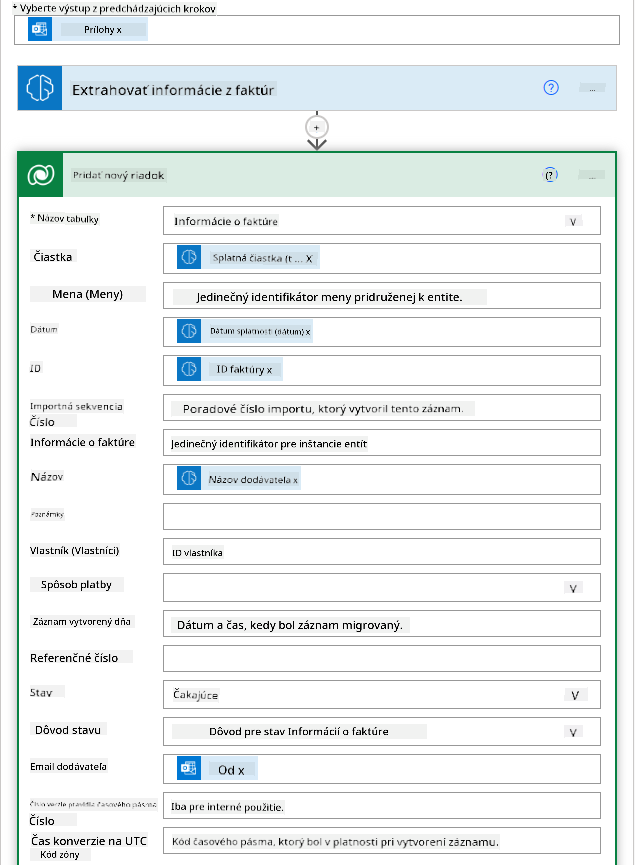 * Vyberte výstup z predchádzajúcich krokov
Prílohy x
Extrahovať informácie z faktúr
?
...
+
Pridať nový riadok
(?
...
* Názov tabuľky
Informácie o faktúre
V
Čiastka
Splatná čiastka (t ... X
Mena (Meny)
Jedinečný identifikátor meny pridruženej k entite.
Dátum
Dátum splatnosti (dátum) x
ID
ID faktúry x
Importná sekvencia
Číslo
Poradové číslo importu, ktorý vytvoril tento záznam.
Informácie o faktúre
Jedinečný identifikátor pre inštancie entít
Názov
Názov dodávateľa x
Poznámky
Vlastník (Vlastníci)
ID vlastníka
Spôsob platby
V
Záznam vytvorený dňa
Dátum a čas, kedy bol záznam migrovaný.
Referenčné číslo
Stav
Čakajúce
V
Dôvod stavu
Dôvod pre stav Informácií o faktúre
V
Email dodávateľa
Od x
Číslo verzie pravidla časového pásma
Číslo
Iba pre interné použitie.
Čas konverzie na UTC
Kód zóny
Kód časového pásma, ktorý bol v platnosti pri vytvorení záznamu.